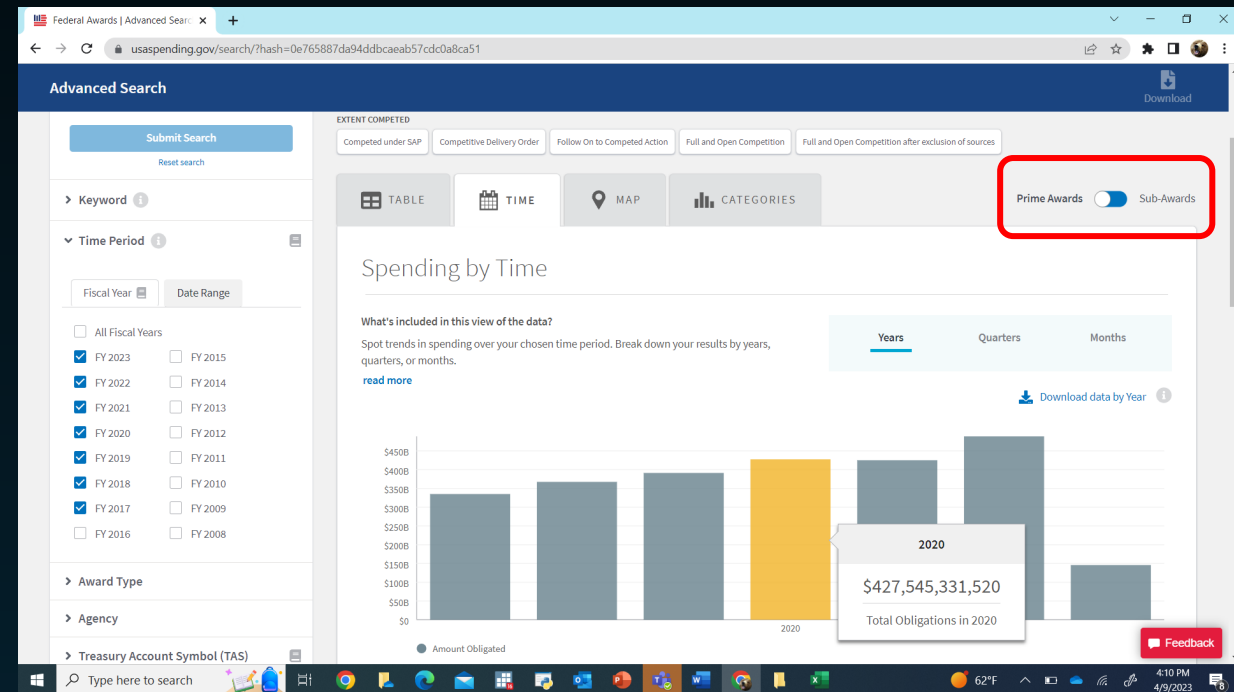 Federal Awards | Advanced Searc
usaspending.gov/search/?hash=0e765887da94ddbcaeab57cdc0a8ca51
Advanced Search
Download
Submit Search
Reset search
Keyword
Time Period
Fiscal Year
Date Range
All Fiscal Years
FY 2023 FY 2015
FY 2022 FY 2014
FY 2021 FY 2013
FY 2020 FY 2012
FY 2019 FY 2011
FY 2018 FY 2010
FY 2017 FY 2009
FY 2016 FY 2008
Award Type
Agency
Treasury Account Symbol (TAS)
EXTENT COMPETED
Competed under SAP Competitive Delivery Order Follow On to Competed Action Full and Open Competition Full and Open Competition after exclusion of sources
TABLE TIME MAP CATEGORIES
Prime Awards Sub-Awards
Spending by Time
What's included in this view of the data?
Spot trends in spending over your chosen time period. Break down your results by years,
quarters, or months.
read more
Years Quarters Months
Download data by Year
$450B
$400B
$350B
$300B
$250B
$200B
$150B
$100B
$50B
$0
2020
2020
$427,545,331,520
Total Obligations in 2020
Amount Obligated
Feedback
Type here to search
62°F
4:10 PM
4/9/2023
8